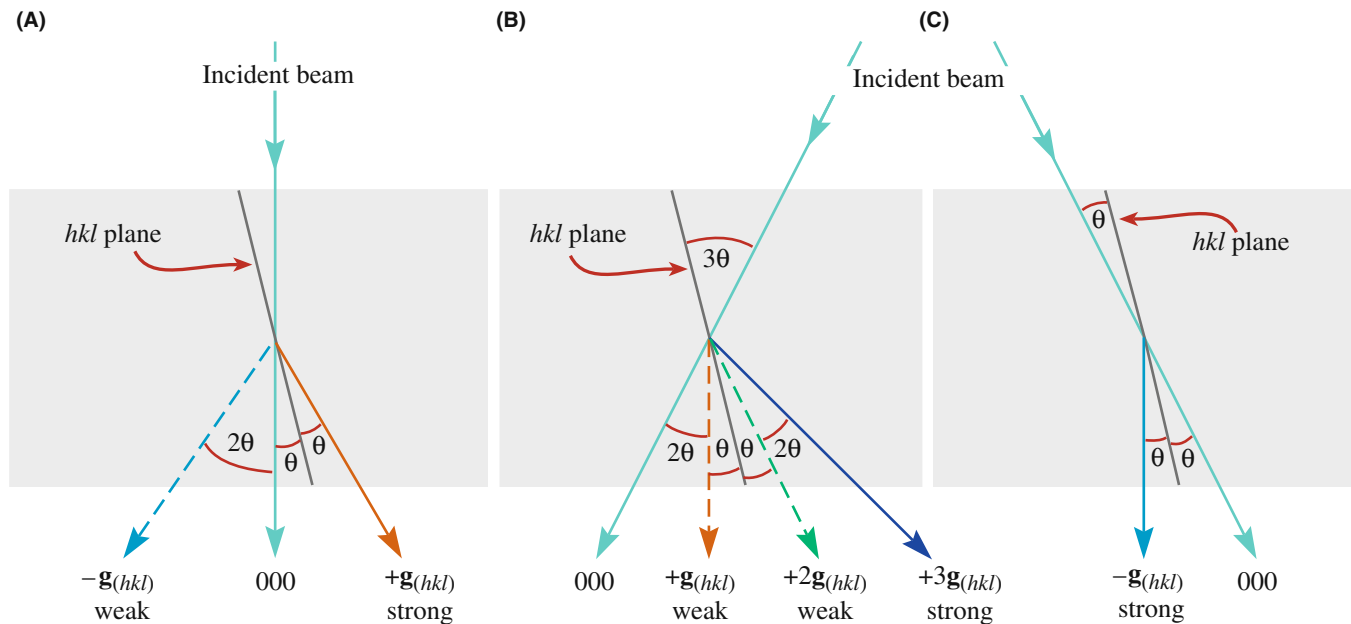 (A)
Incident beam
hkl plane
2θ
θ
θ
−g(hkl)
weak
000
+g(hkl)
strong
(B)
Incident beam
hkl plane
3θ
2θ
θ
θ
2θ
000
+g(hkl)
weak
+2g(hkl)
weak
+3g(hkl)
strong
(C)
θ
hkl plane
θ
θ
−g(hkl)
strong
000